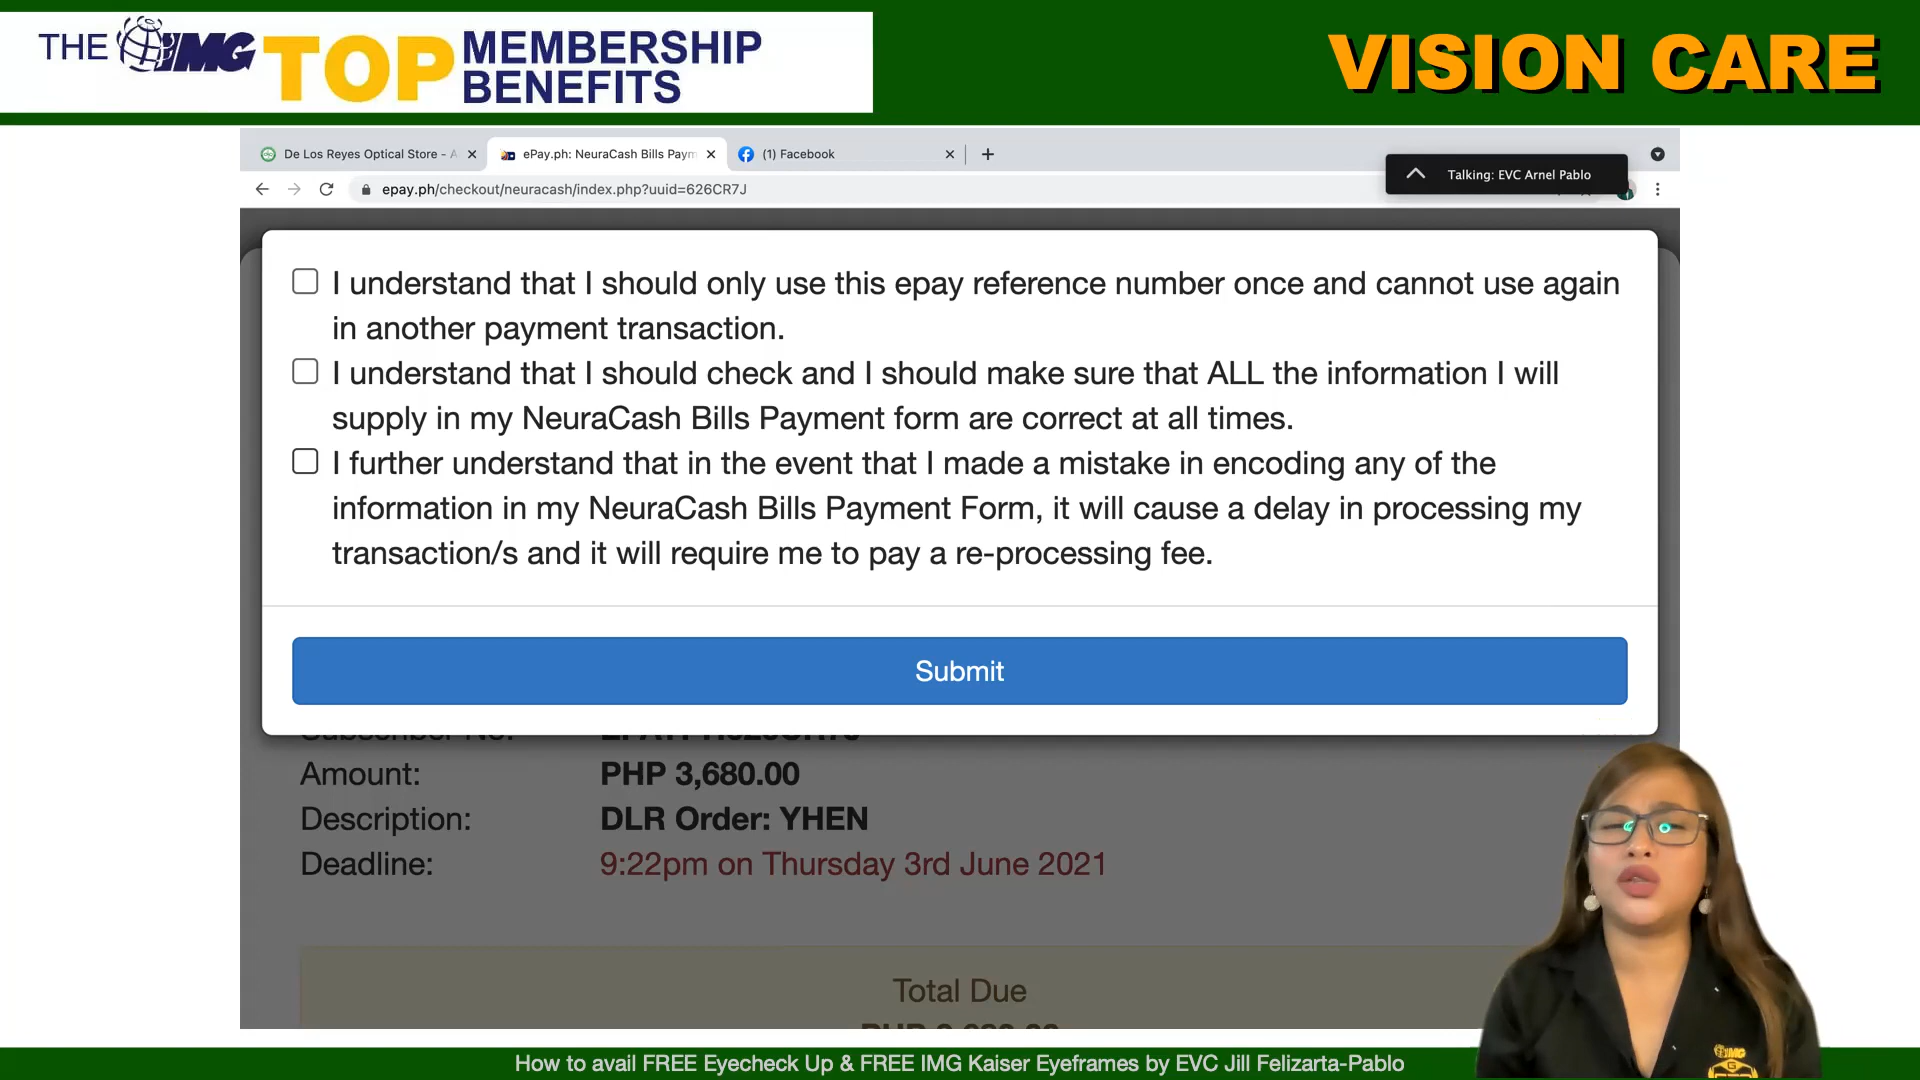 THE IMG TOP MEMBERSHIP BENEFITS
VISION CARE
De Los Reyes Optical Store - A
ePay.ph: NeuraCash Bills Paym
(1) Facebook
Talking: EVC Arnel Pablo
epay.ph/checkout/neuracash/index.php?uuid=626CR7J
I understand that I should only use this epay reference number once and cannot use again
in another payment transaction.
I understand that I should check and I should make sure that ALL the information I will
supply in my NeuraCash Bills Payment form are correct at all times.
I further understand that in the event that I made a mistake in encoding any of the
information in my NeuraCash Bills Payment Form, it will cause a delay in processing my
transaction/s and it will require me to pay a re-processing fee.
Submit
Amount: PHP 3,680.00
Description: DLR Order: YHEN
Deadline: 9:22pm on Thursday 3rd June 2021
Total Due
IMG
How to avail FREE Eyecheck Up & FREE IMG Kaiser Eyeframes by EVC Jill Felizarta-Pablo